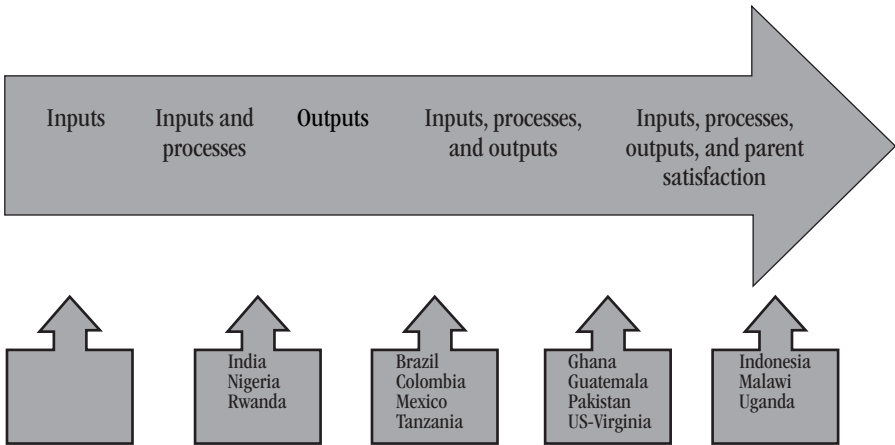 Inputs
Inputs and
processes
Outputs
Inputs, processes,
and outputs
Inputs, processes,
outputs, and parent
satisfaction
India
Nigeria
Rwanda
Brazil
Colombia
Mexico
Tanzania
Ghana
Guatemala
Pakistan
US-Virginia
Indonesia
Malawi
Uganda